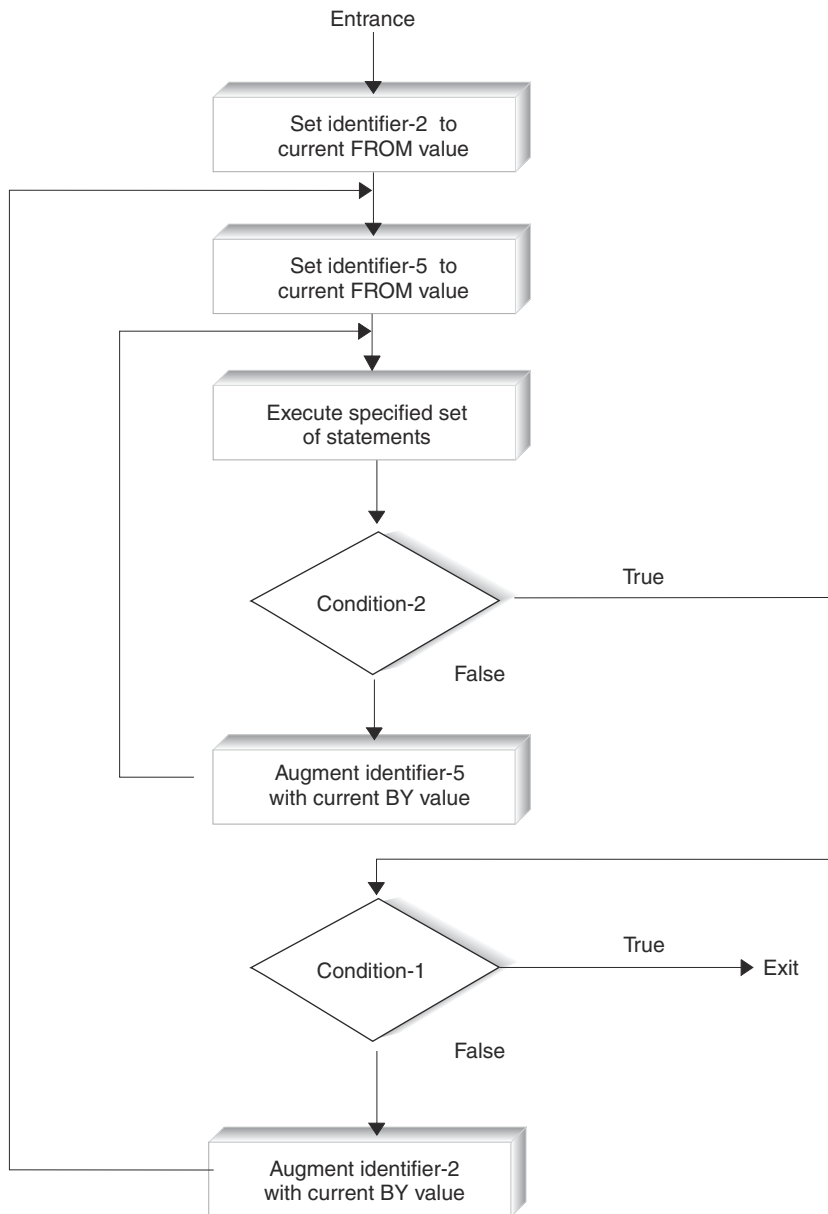 Entrance
Set identifier-2 to
current FROM value
Set identifier-5 to
current FROM value
Execute specified set
of statements
Condition-2
True
False
Augment identifier-5
with current BY value
Condition-1
True
Exit
False
Augment identifier-2
with current BY value